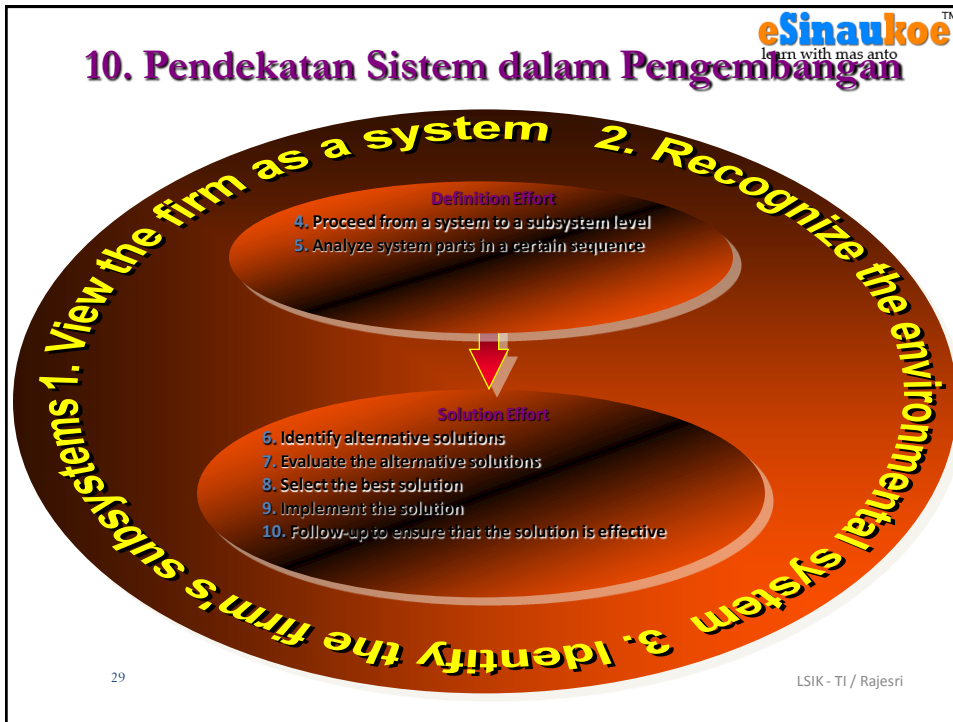 eSinaukoe™
learn with mas anto
10. Pendekatan Sistem dalam Pengembangan
1. View the firm as a system
2. Recognize the environmental system
3. Identify the firm's subsystems
Definition Effort
4. Proceed from a system to a subsystem level
5. Analyze system parts in a certain sequence
Solution Effort
6. Identify alternative solutions
7. Evaluate the alternative solutions
8. Select the best solution
9. Implement the solution
10. Follow-up to ensure that the solution is effective
29
LSIK - TI / Rajesri